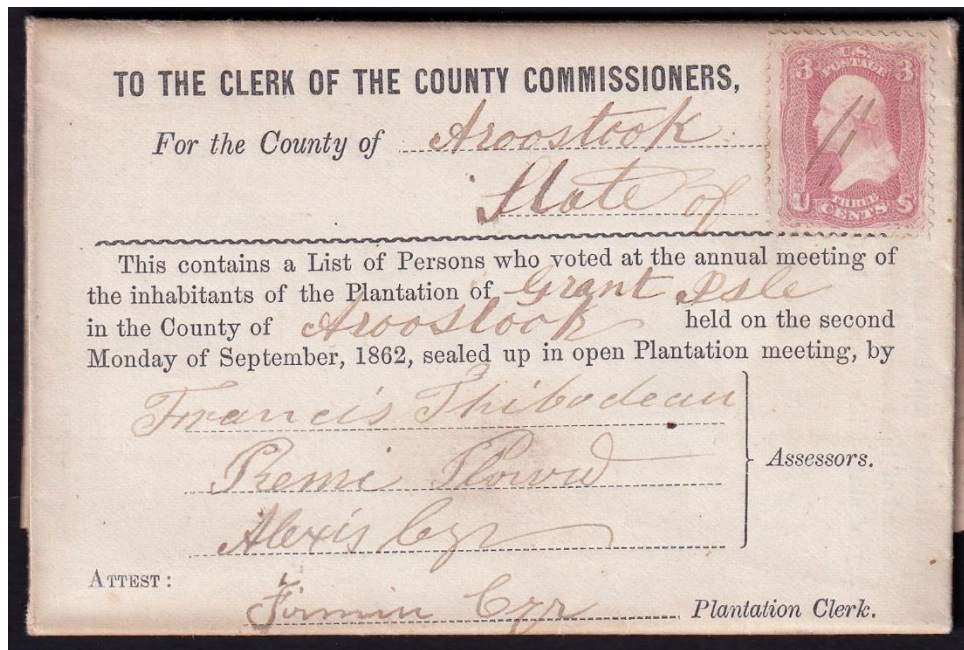 TO THE CLERK OF THE COUNTY COMMISSIONERS,
For the County of Aroostook
State of
U.S.
POSTAGE
3 3
THREE
CENTS
U S
This contains a List of Persons who voted at the annual meeting of
the inhabitants of the Plantation of Grant Isle
in the County of Aroostook held on the second
Monday of September, 1862, sealed up in open Plantation meeting, by
Francis Thibodeau
Remi Plourd
Alexis Cyr
Assessors.
ATTEST:
Firmin Cyr Plantation Clerk.